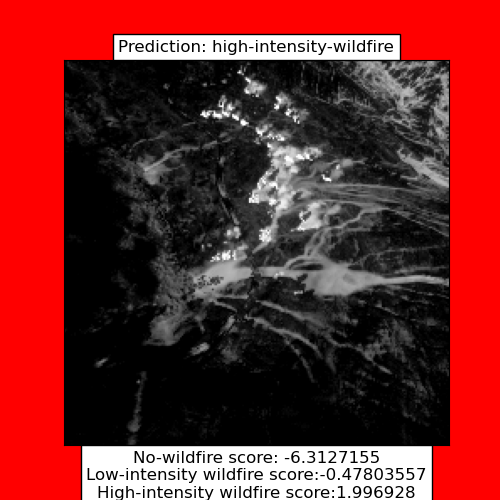 Prediction: high-intensity-wildfire
No-wildfire score: -6.3127155
Low-intensity wildfire score:-0.47803557
High-intensity wildfire score:1.996928